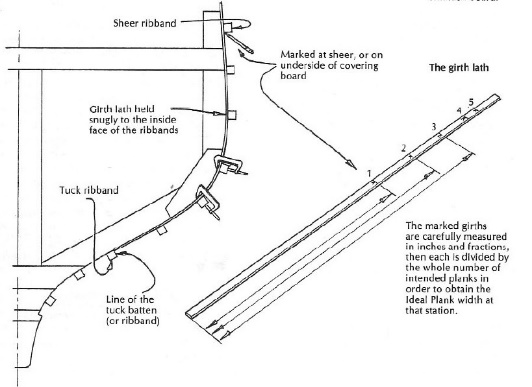 Sheer ribband
Marked at sheer, or on
underside of covering
board
The girth lath
Girth lath held
snugly to the inside
face of the ribbands
Tuck ribband
Line of the
tuck batten
(or ribband)
1
2
3
4
5
The marked girths
are carefully measured
in inches and fractions,
then each is divided by
the whole number of
intended planks in
order to obtain the
Ideal Plank width at
that station.